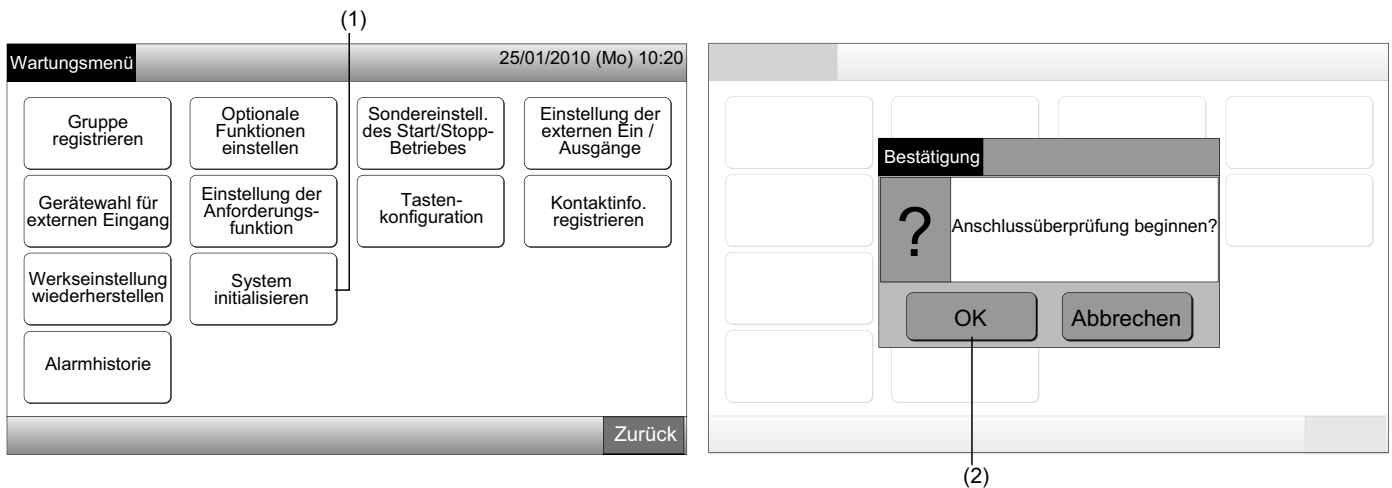 (1)
Wartungsmenü
25/01/2010 (Mo) 10:20
Gruppe
registrieren
Optionale
Funktionen
einstellen
Sondereinstell.
des Start/Stopp-
Betriebes
Einstellung der
externen Ein /
Ausgänge
Gerätewahl für
externen Eingang
Einstellung der
Anforderungs-
funktion
Tasten-
konfiguration
Kontaktinfo.
registrieren
Werkseinstellung
wiederherstellen
System
initialisieren
Alarmhistorie
Zurück
Bestätigung
?
Anschlussüberprüfung beginnen?
OK
Abbrechen
(2)